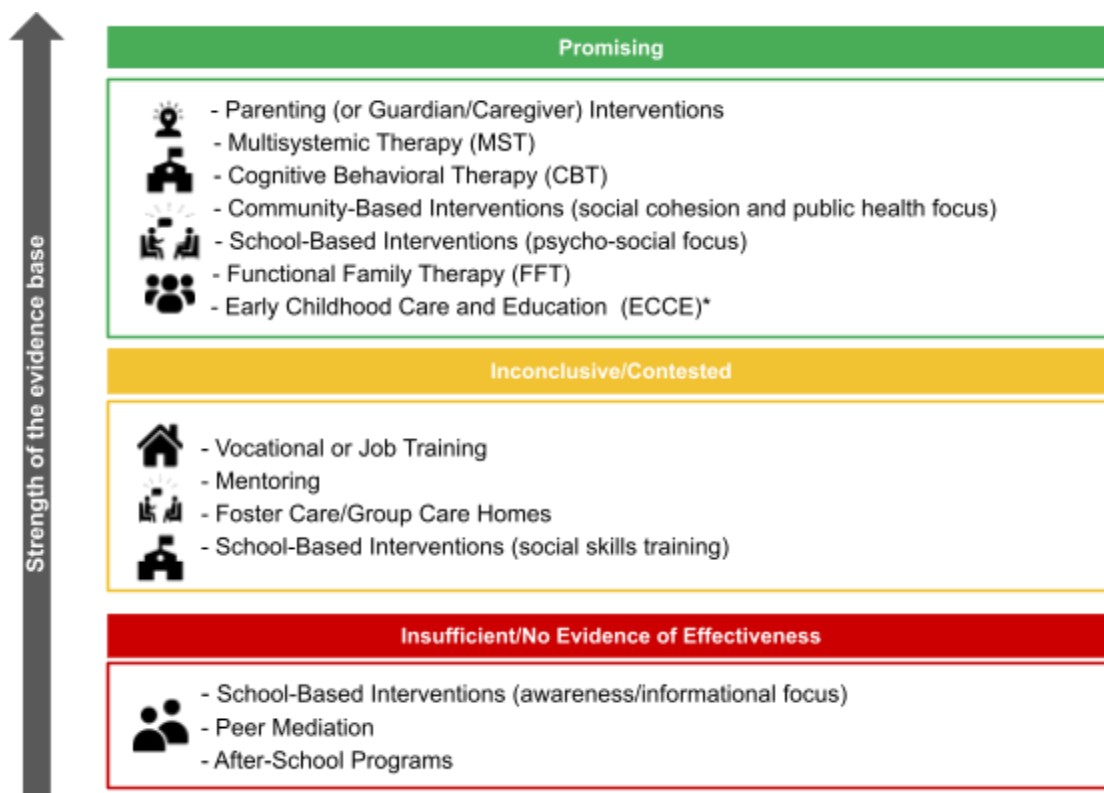 Strength of the evidence base
Promising
- Parenting (or Guardian/Caregiver) Interventions
- Multisystemic Therapy (MST)
- Cognitive Behavioral Therapy (CBT)
- Community-Based Interventions (social cohesion and public health focus)
- School-Based Interventions (psycho-social focus)
- Functional Family Therapy (FFT)
- Early Childhood Care and Education (ECCE)*
Inconclusive/Contested
- Vocational or Job Training
- Mentoring
- Foster Care/Group Care Homes
- School-Based Interventions (social skills training)
Insufficient/No Evidence of Effectiveness
- School-Based Interventions (awareness/informational focus)
- Peer Mediation
- After-School Programs